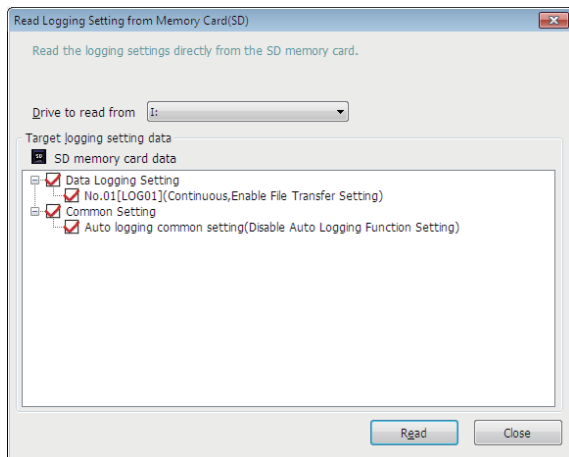 Read Logging Setting from Memory Card(SD)
Read the logging settings directly from the SD memory card.
Drive to read from I:
Target logging setting data
SD
SD memory card data
Data Logging Setting
No.01[LOG01](Continuous,Enable File Transfer Setting)
Common Setting
Auto logging common setting(Disable Auto Logging Function Setting)
Read Close